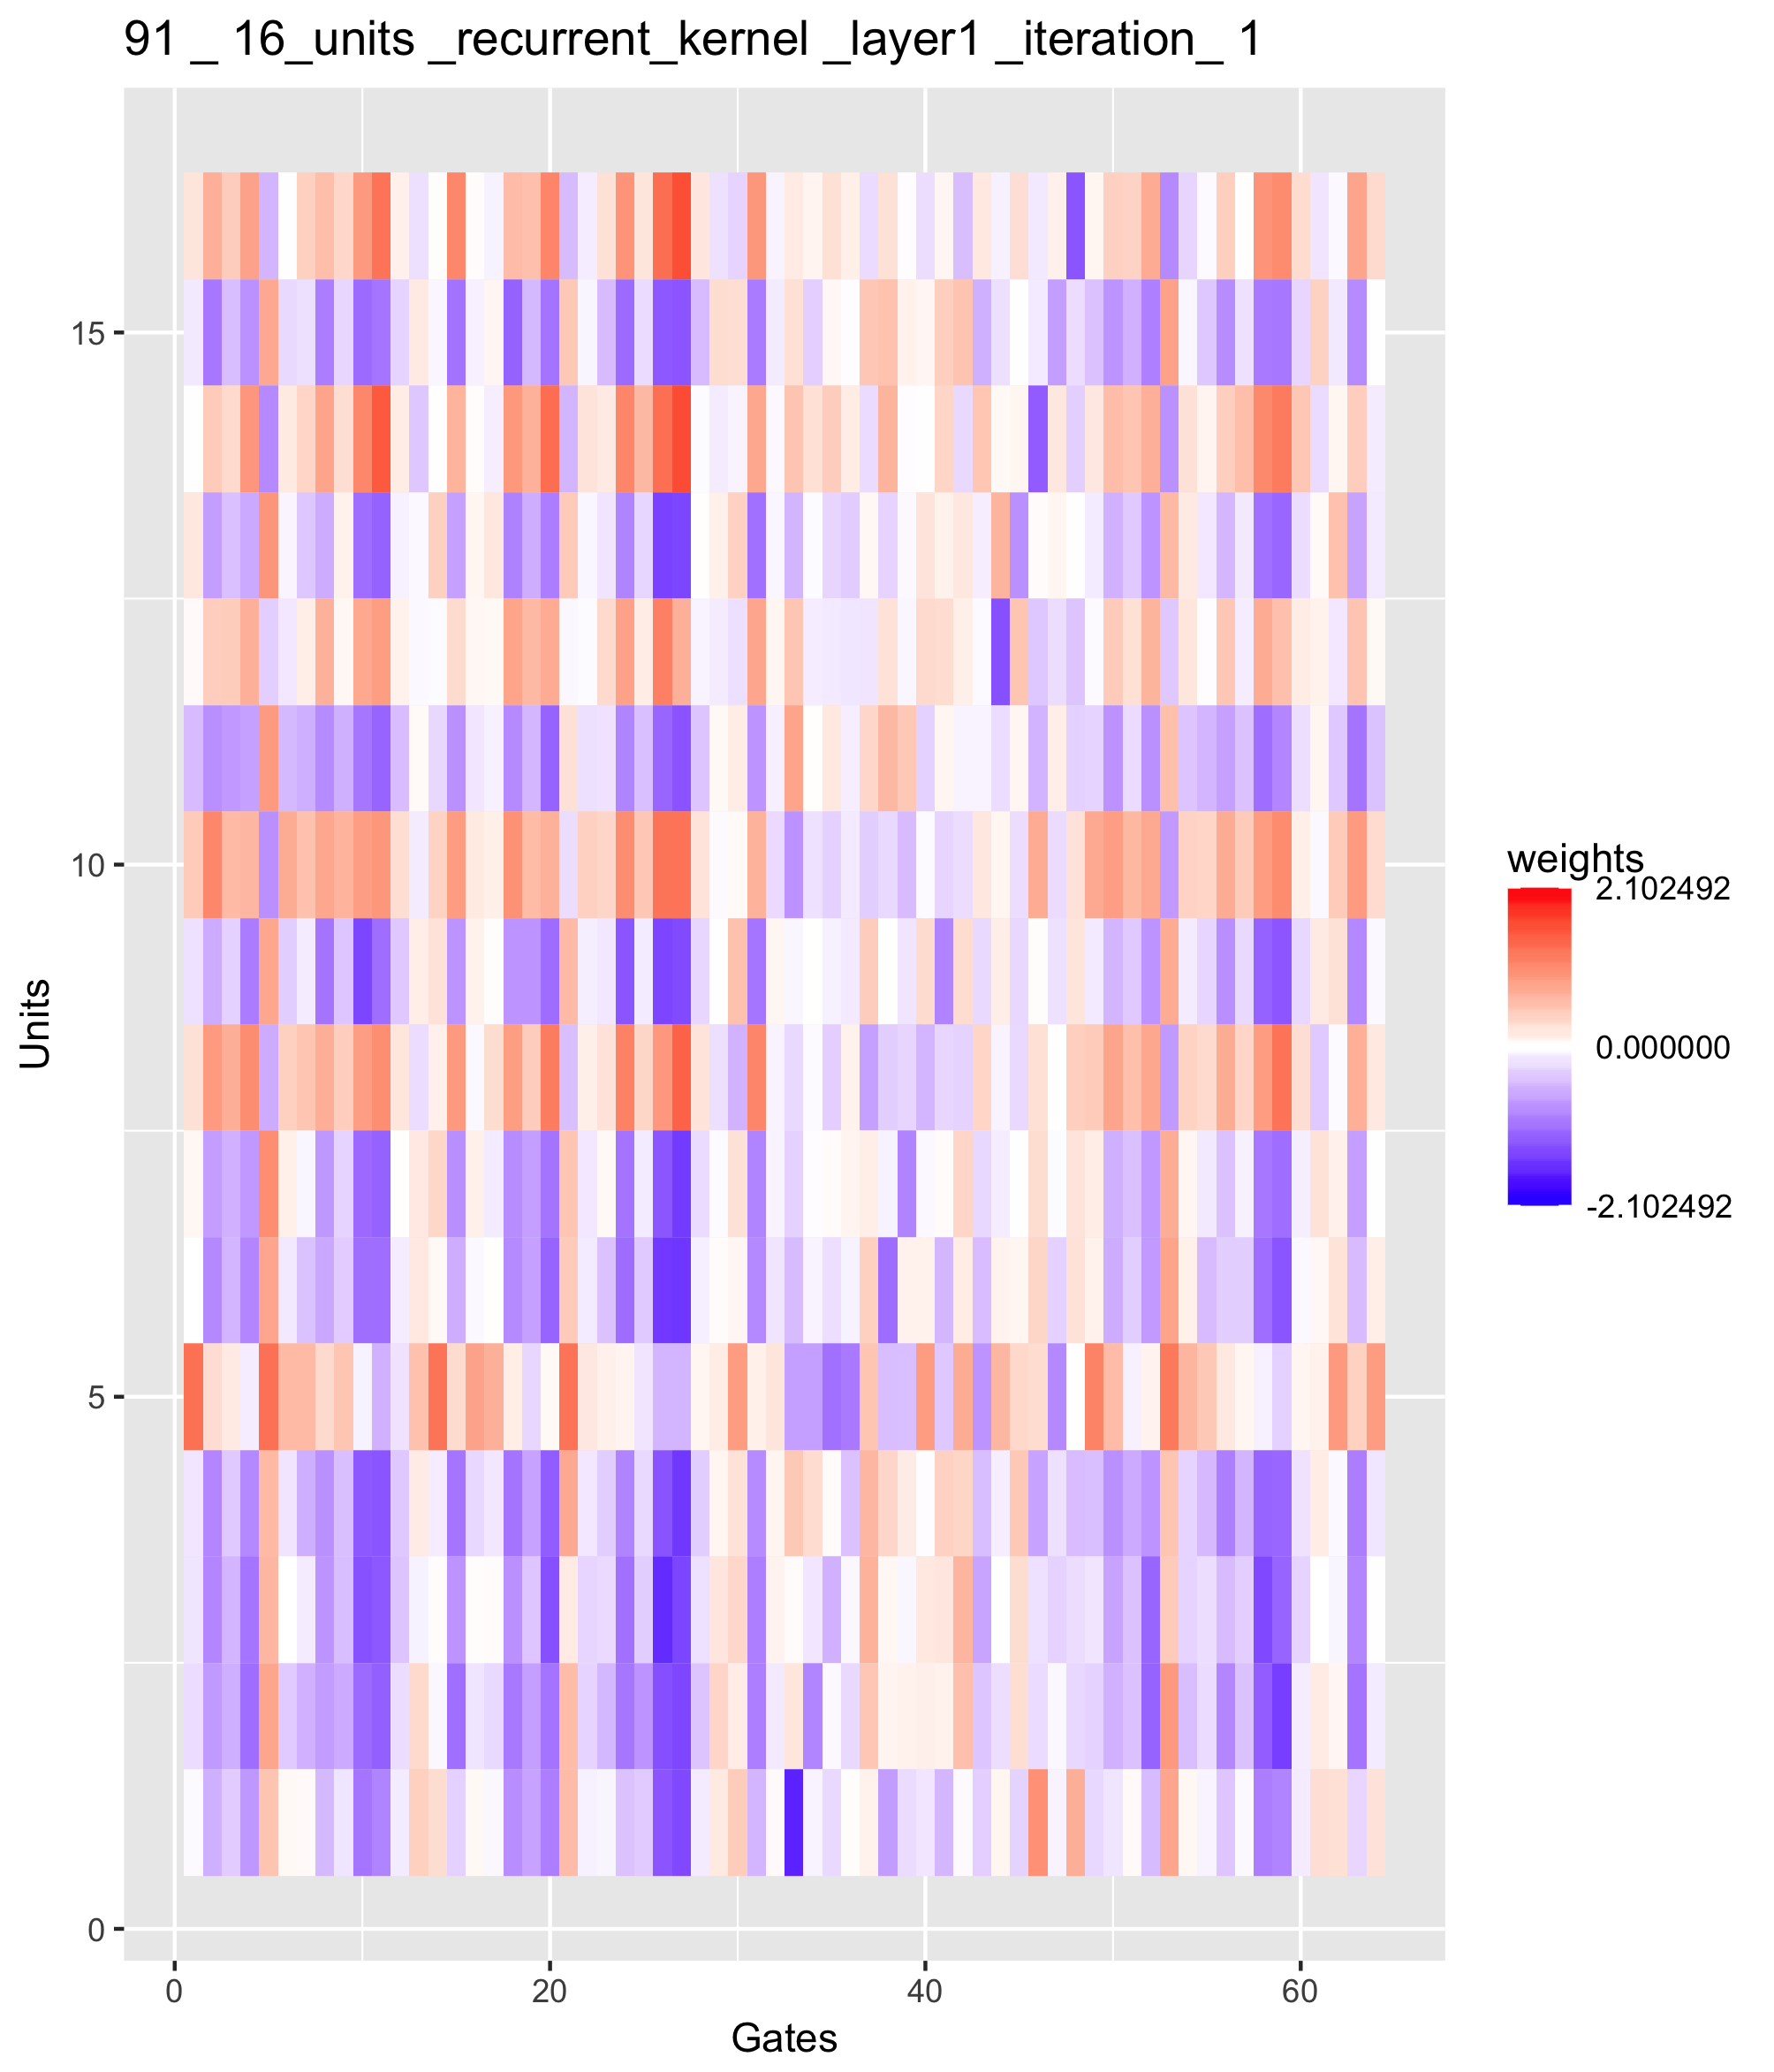 91 _ 16_units _recurrent_kernel _layer1 _iteration_ 1
15
10
5
0
Units
0 20 40 60
Gates
weights
2.102492
0.000000
-2.102492